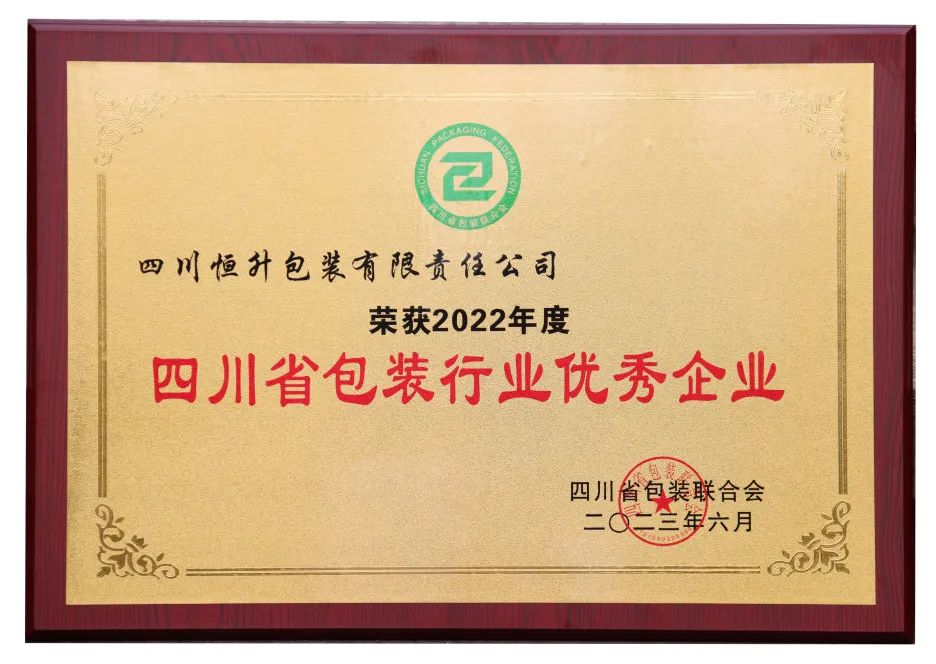 SICHUAN PACKAGING FEDERATION
四川省包装联合会
四川恒升包装有限责任公司
荣获2022年度
四川省包装行业优秀企业
四川省包装联合会
二〇二三年六月